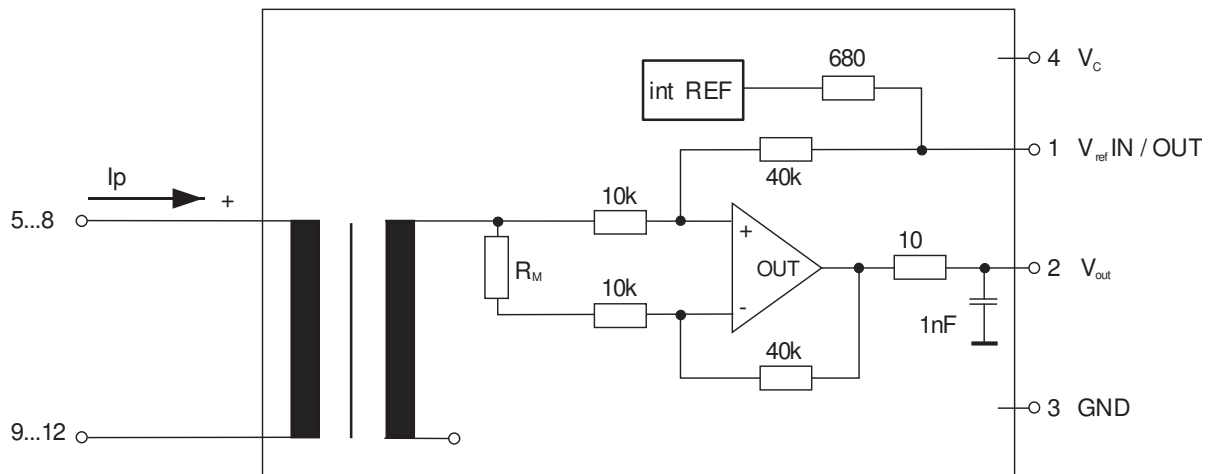 4 V_C
680
int REF
1 V_ref IN / OUT
40k
Ip
+
10k
5...8
+
10
OUT
2 V_out
R_M
10k
-
1nF
40k
3 GND
9...12